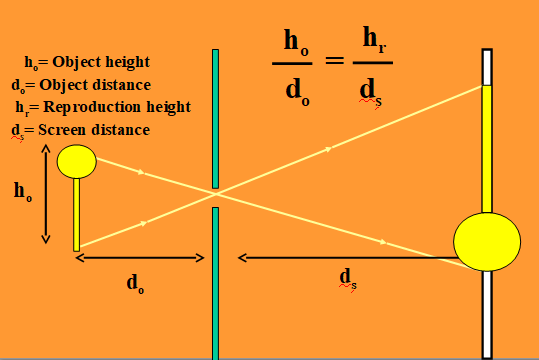 hₒ= Object height
dₒ= Object distance
hᵣ= Reproduction height
dₛ= Screen distance
hₒ/dₒ = hᵣ/dₛ
hₒ
dₒ
dₛ